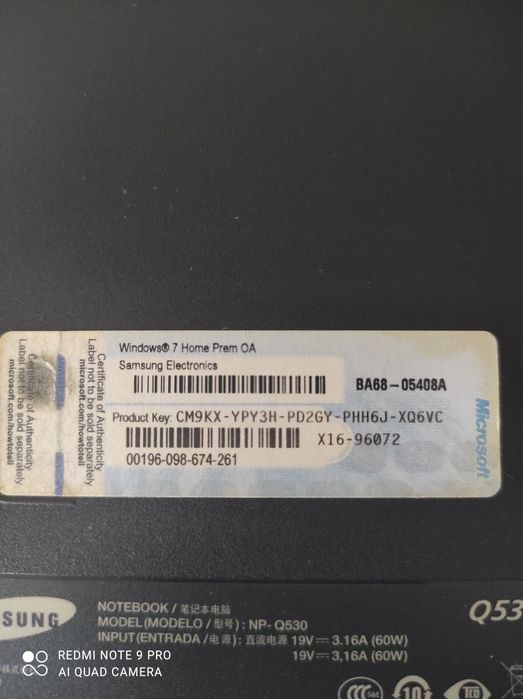 Windows® 7 Home Prem OA
Samsung Electronics
BA68-05408A
Product Key: CM9KX-YPY3H-PD2GY-PHH6J-XQ6VC
X16-96072
00196-098-674-261
Microsoft
Certificate of Authenticity
Label not to be sold separately
microsoft.com/howtotell
Certificate of Authenticity
Label not to be sold separately
microsoft.com/howtotell
SUNG
NOTEBOOK / 笔记本电脑
MODEL(MODELO / 型号) : NP- Q530
INPUT(ENTRADA / 电源) : 直流电源 19V⎓3.16A (60W)
19V⎓3,16A (60W)
Q53
REDMI NOTE 9 PRO
AI QUAD CAMERA
10